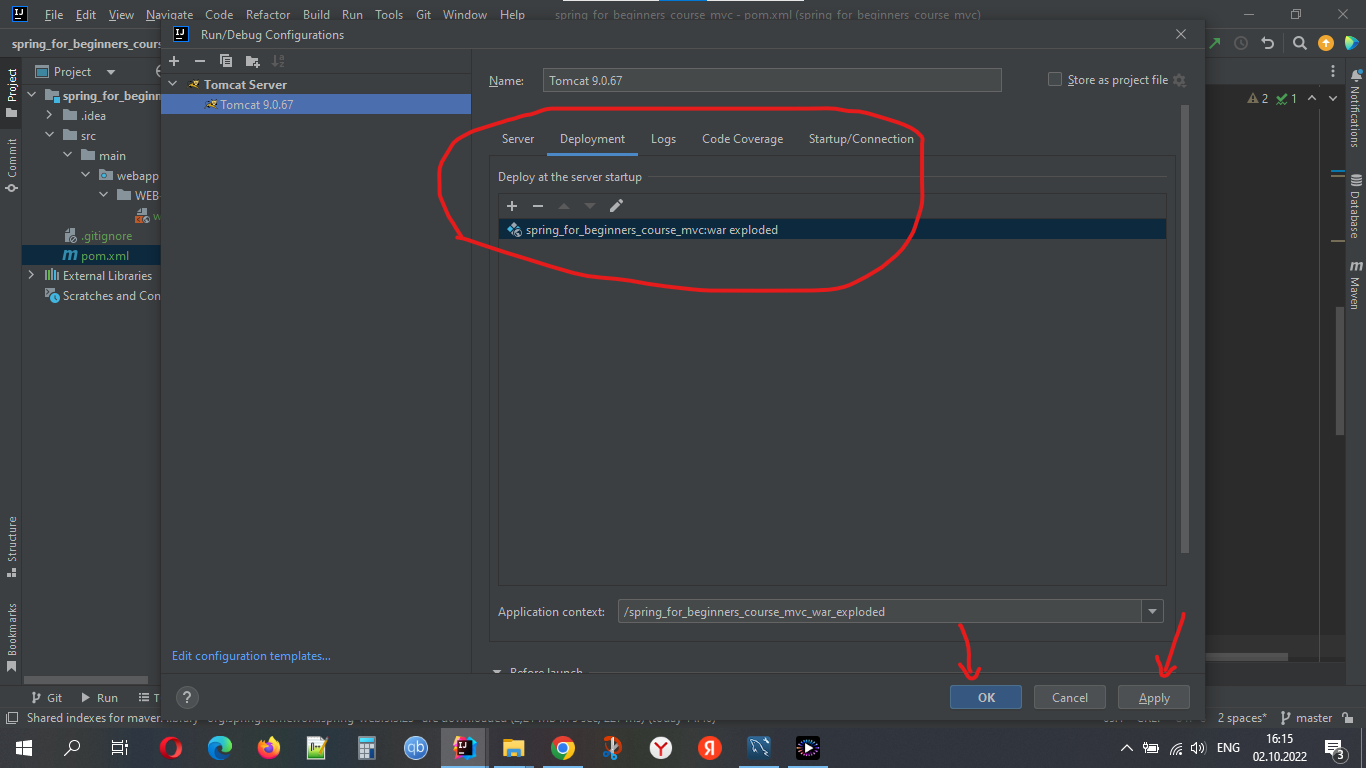 File Edit View Navigate Code Refactor Build Run Tools Git Window Help spring_for_beginners_course_mvc - pom.xml (spring_for_beginners_course_mvc)
Run/Debug Configurations
spring_for_beginners_cours
Project
Tomcat Server
Tomcat 9.0.67
Name: Tomcat 9.0.67 Store as project file
spring_for_beginn
.idea
src
main
webapp
WEB-
w
.gitignore
pom.xml
External Libraries
Scratches and Con
2 1
Server Deployment Logs Code Coverage Startup/Connection
Deploy at the server startup
spring_for_beginners_course_mvc:war exploded
Application context: /spring_for_beginners_course_mvc_war_exploded
Before launch
Edit configuration templates...
? OK Cancel Apply
Project
Commit
Structure
Bookmarks
Notifications
Database
Maven
Git Run T
Shared indexes for maven library
2 spaces* master
ENG 16:15
02.10.2022
3